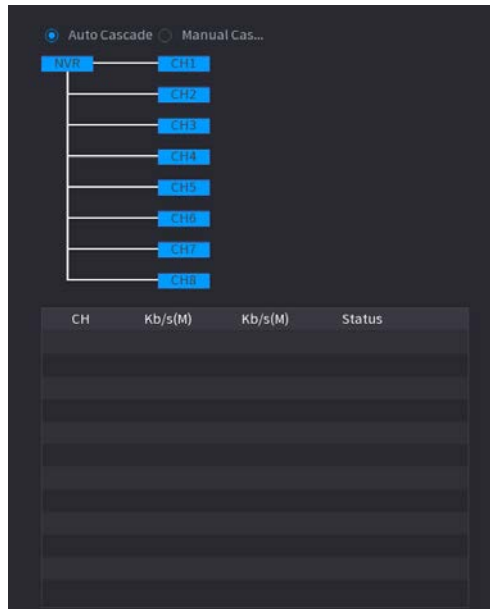 Auto Cascade Manual Cas...
NVR CH1
CH2
CH3
CH4
CH5
CH6
CH7
CH8
CH Kb/s(M) Kb/s(M) Status